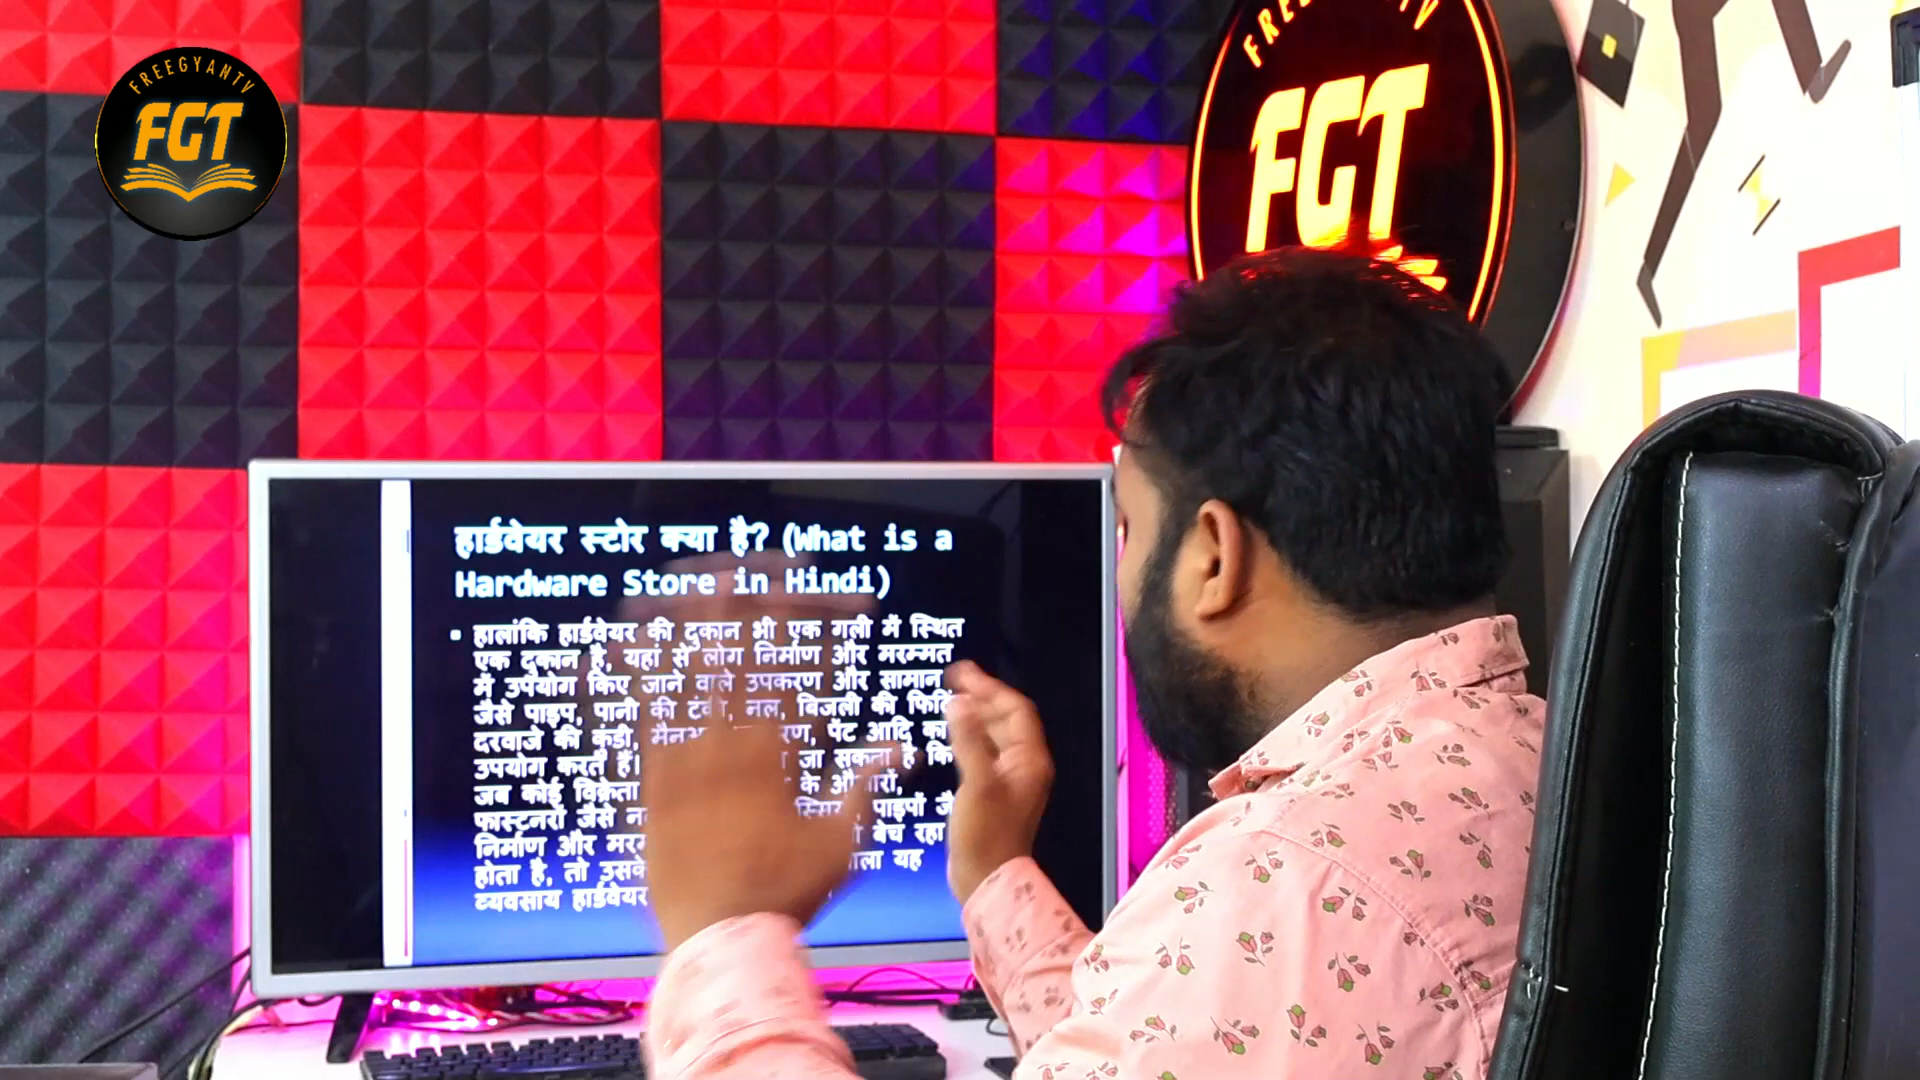 FREEGYANTV
FGT
FGT
हार्डवेयर स्टोर क्या है? (What is a
Hardware Store in Hindi)
▪ हालांकि हार्डवेयर की दुकान भी एक गली में स्थित
एक दुकान है, यहां से लोग निर्माण और मरम्मत
में उपयोग किए जाने वाले उपकरण और सामान
जैसे पाइप, पानी की टंकी, नल, बिजली की
दरवाजे की कुंडी, पेंट आदि का
उपयोग करते हैं। जा सकता है कि
जब कोई विक्रेता के औजारों,
फास्टनरों जैसे पाइपों
निर्माण और बेच रहा
होता है, तो यह
व्यवसाय हार्डवेयर